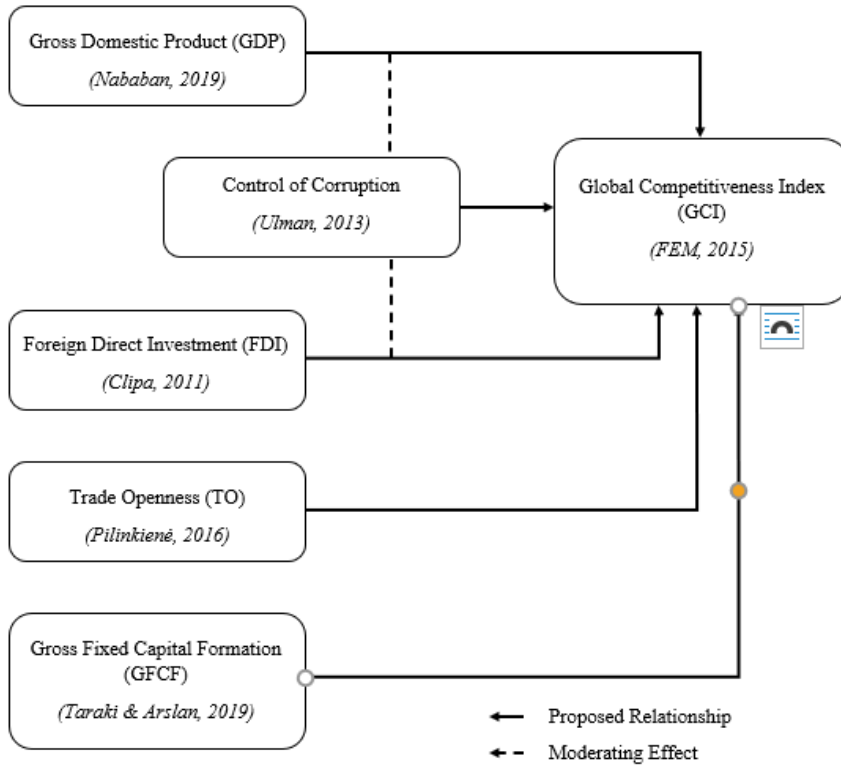 Gross Domestic Product (GDP)
(Nababan, 2019)
Control of Corruption
(Ulman, 2013)
Global Competitiveness Index
(GCI)
(FEM, 2015)
Foreign Direct Investment (FDI)
(Clipa, 2011)
Trade Openness (TO)
(Pilinkienė, 2016)
Gross Fixed Capital Formation
(GFCF)
(Taraki & Arslan, 2019)
Proposed Relationship
Moderating Effect